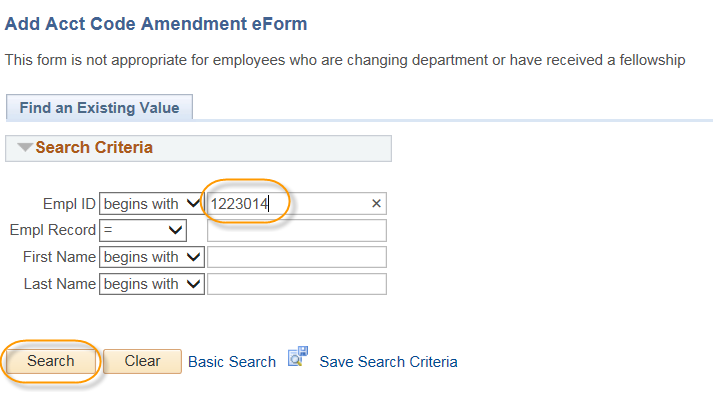 Add Acct Code Amendment eForm
This form is not appropriate for employees who are changing department or have received a fellowship
Find an Existing Value
Search Criteria
Empl ID begins with 1223014 ×
Empl Record =
First Name begins with
Last Name begins with
Search Clear Basic Search Save Search Criteria